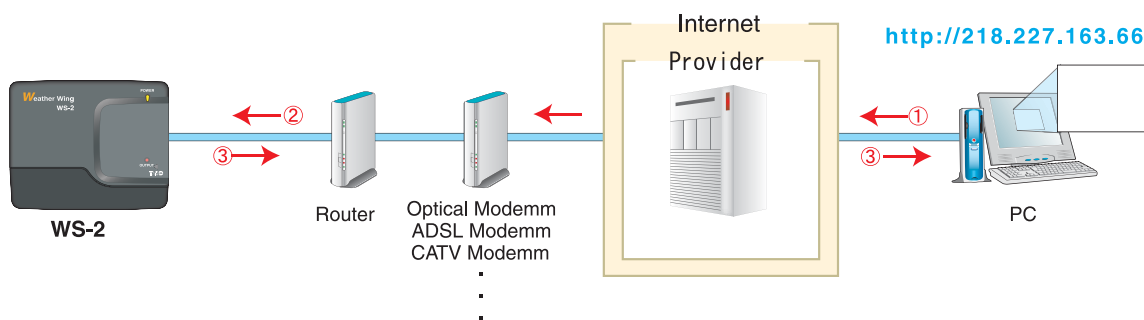 Internet
Provider
http://218.227.163.66
Weather Wing
WS-2
POWER
OUTPUT
②
①
③
③
Router
Optical Modemm
ADSL Modemm
CATV Modemm
PC
WS-2